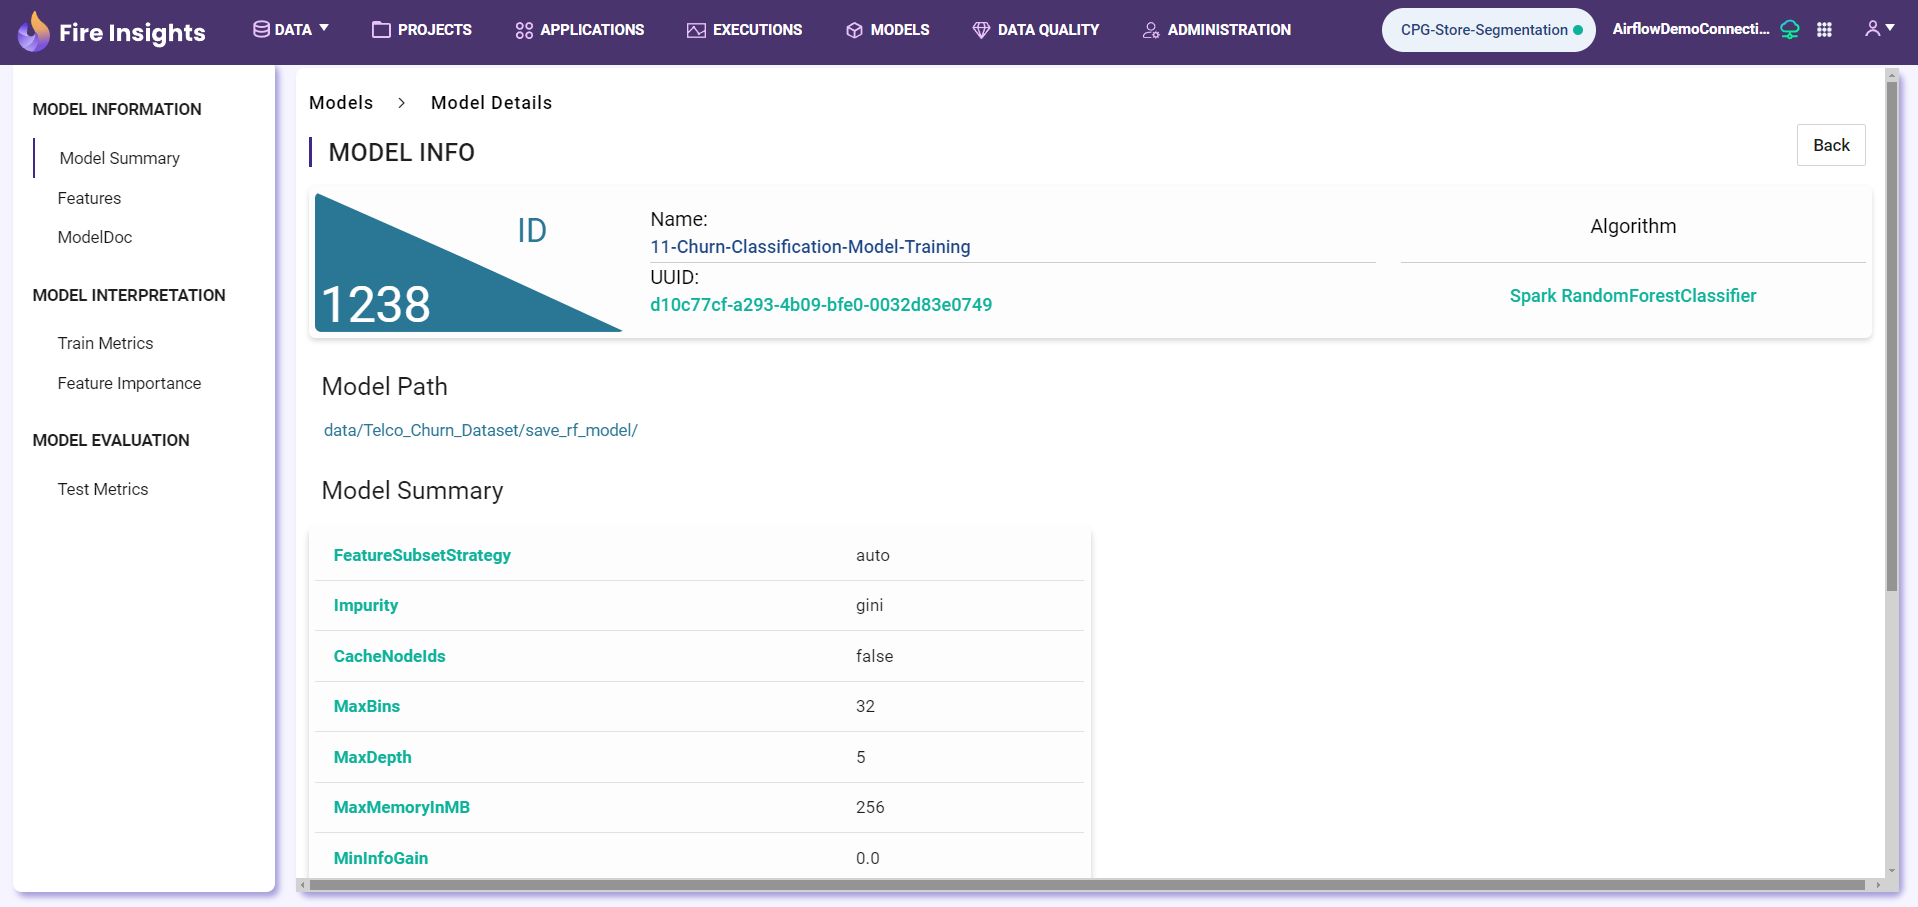 Fire Insights
DATA
PROJECTS
APPLICATIONS
EXECUTIONS
MODELS
DATA QUALITY
ADMINISTRATION
CPG-Store-Segmentation
AirflowDemoConnecti...
MODEL INFORMATION
Model Summary
Features
ModelDoc
MODEL INTERPRETATION
Train Metrics
Feature Importance
MODEL EVALUATION
Test Metrics
Models > Model Details
MODEL INFO
Back
ID
1238
Name:
11-Churn-Classification-Model-Training
UUID:
d10c77cf-a293-4b09-bfe0-0032d83e0749
Algorithm
Spark RandomForestClassifier
Model Path
data/Telco_Churn_Dataset/save_rf_model/
Model Summary
FeatureSubsetStrategy auto
Impurity gini
CacheNodeIds false
MaxBins 32
MaxDepth 5
MaxMemoryInMB 256
MinInfoGain 0.0